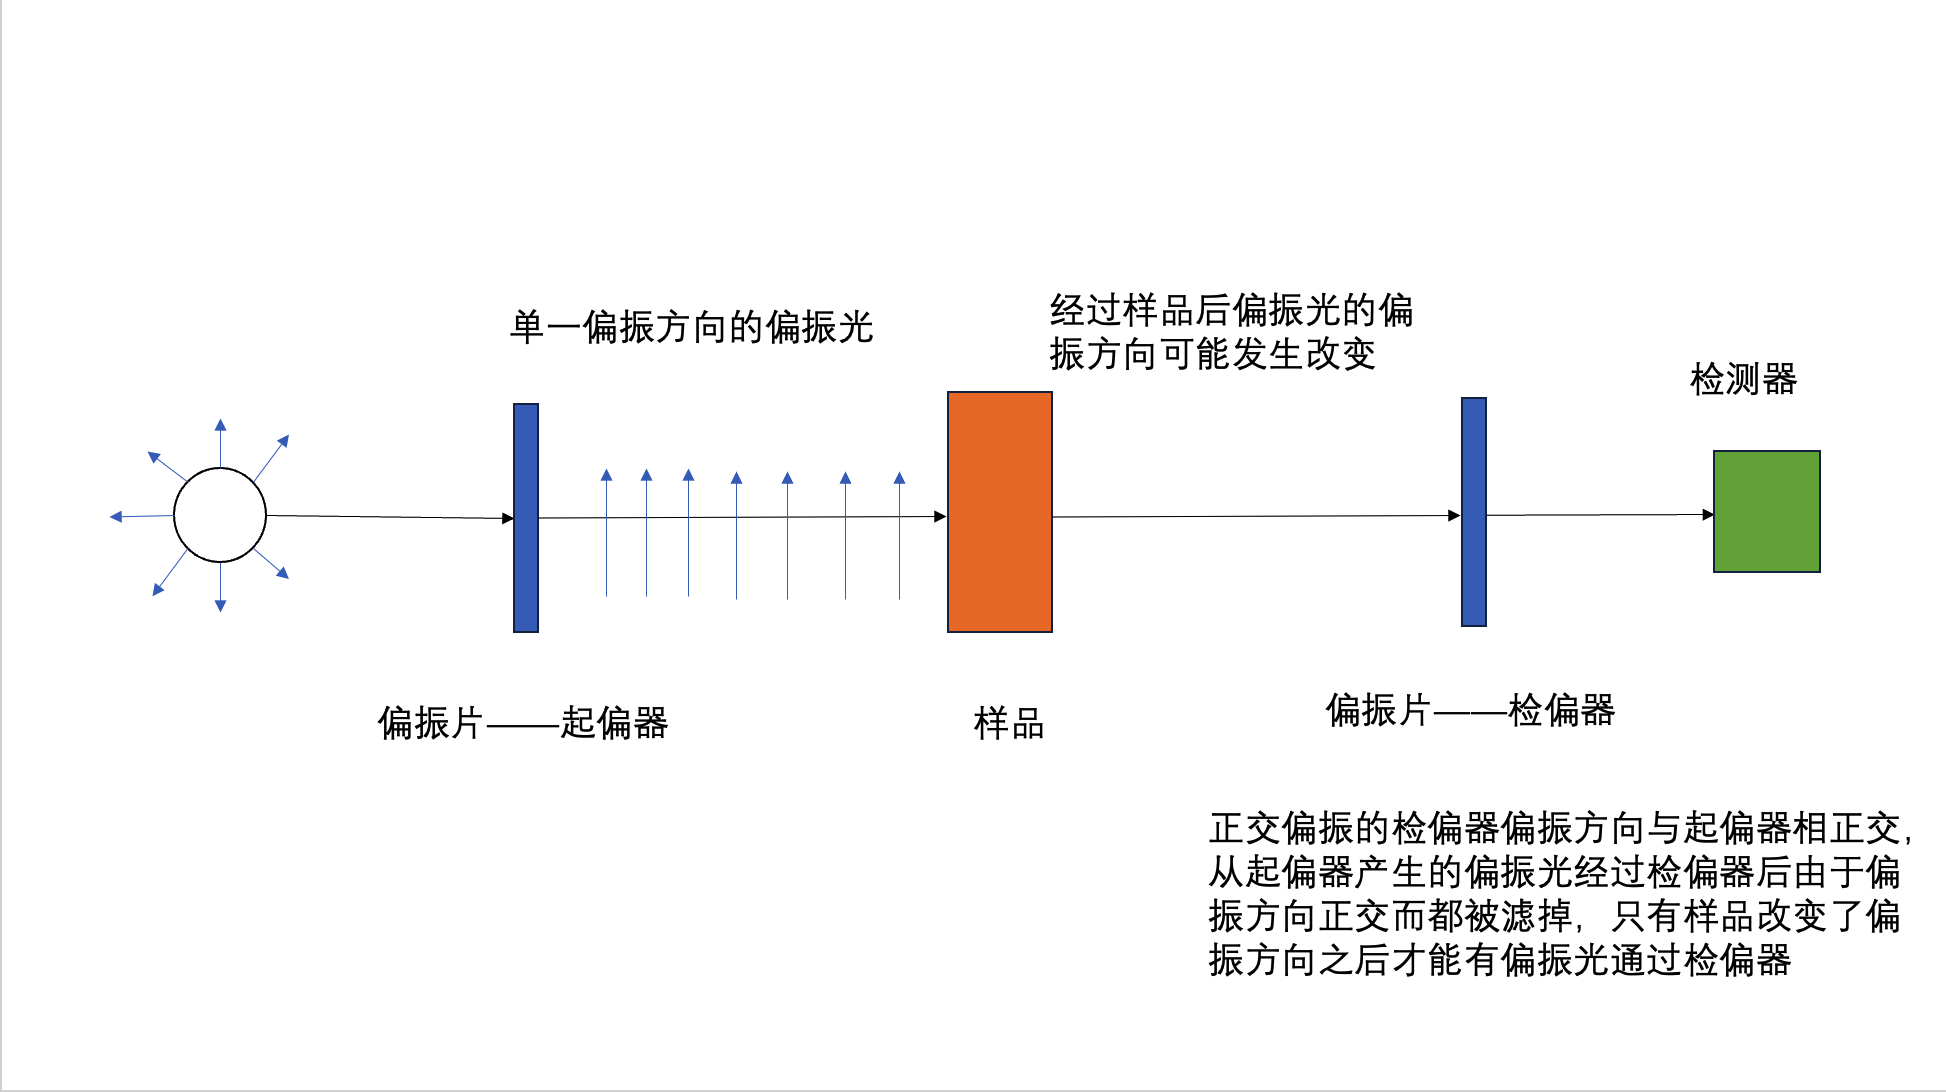 单一偏振方向的偏振光
经过样品后偏振光的偏
振方向可能发生改变
检测器
偏振片——起偏器
样品
偏振片——检偏器
正交偏振的检偏器偏振方向与起偏器相正交，
从起偏器产生的偏振光经过检偏器后由于偏
振方向正交而都被滤掉，只有样品改变了偏
振方向之后才能有偏振光通过检偏器